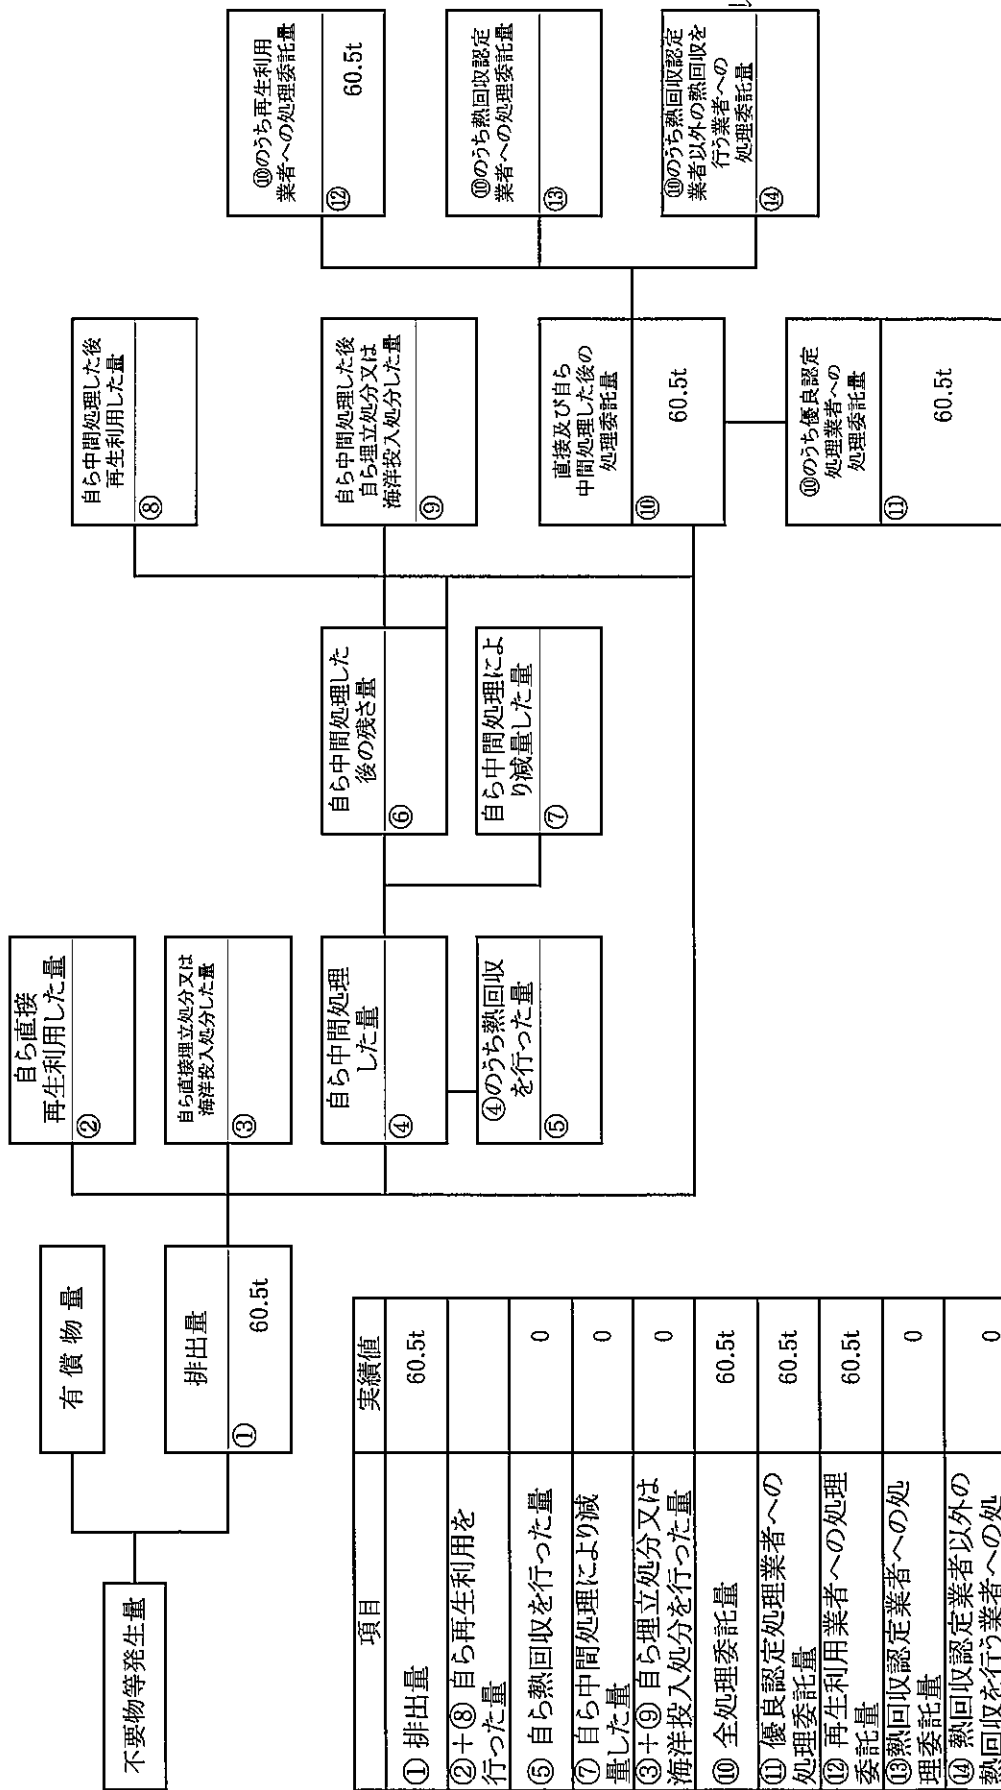 不要物等発生量
有償物量
排出量
①
60.5t
自ら直接
再生利用した量
②
自ら直接埋立処分又は
海洋投入処分した量
③
自ら中間処理
した量
④
④のうち熱回収
を行った量
⑤
自ら中間処理した
後の残さ量
⑥
自ら中間処理によ
り減量した量
⑦
自ら中間処理した後
再生利用した量
⑧
自ら中間処理した後
自ら埋立処分又は
海洋投入処分した量
⑨
直接及び自ら
中間処理した後の
処理委託量
⑩
60.5t
⑩のうち優良認定
処理業者への
処理委託量
⑪
60.5t
⑩のうち再生利用
業者への処理委託量
⑫
60.5t
⑩のうち熱回収認定
業者への処理委託量
⑬
⑩のうち熱回収認定
業者以外の熱回収を
行う業者への
処理委託量
⑭
項目 実績値
①排出量 60.5t
②+⑧ 自ら再生利用を
行った量
⑤ 自ら熱回収を行った量 0
⑦ 自ら中間処理により減
量した量 0
③+⑨ 自ら埋立処分又は
海洋投入処分を行った量 0
⑩ 全処理委託量 60.5t
⑪ 優良認定処理業者への
処理委託量 60.5t
⑫ 再生利用業者への処理
委託量 60.5t
⑬熱回収認定業者への処
理委託量 0
⑭ 熱回収認定業者以外の
熱回収を行う業者への処 0